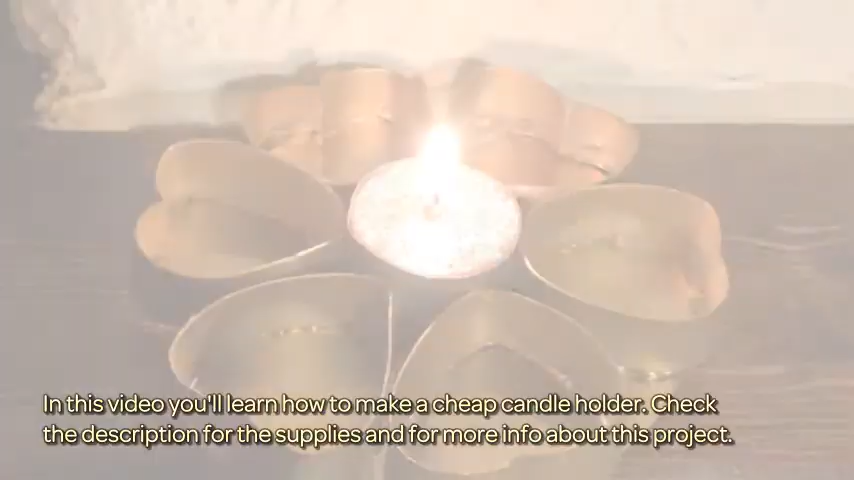 In this video you'll learn how to make a cheap candle holder. Check
the description for the supplies and for more info about this project.